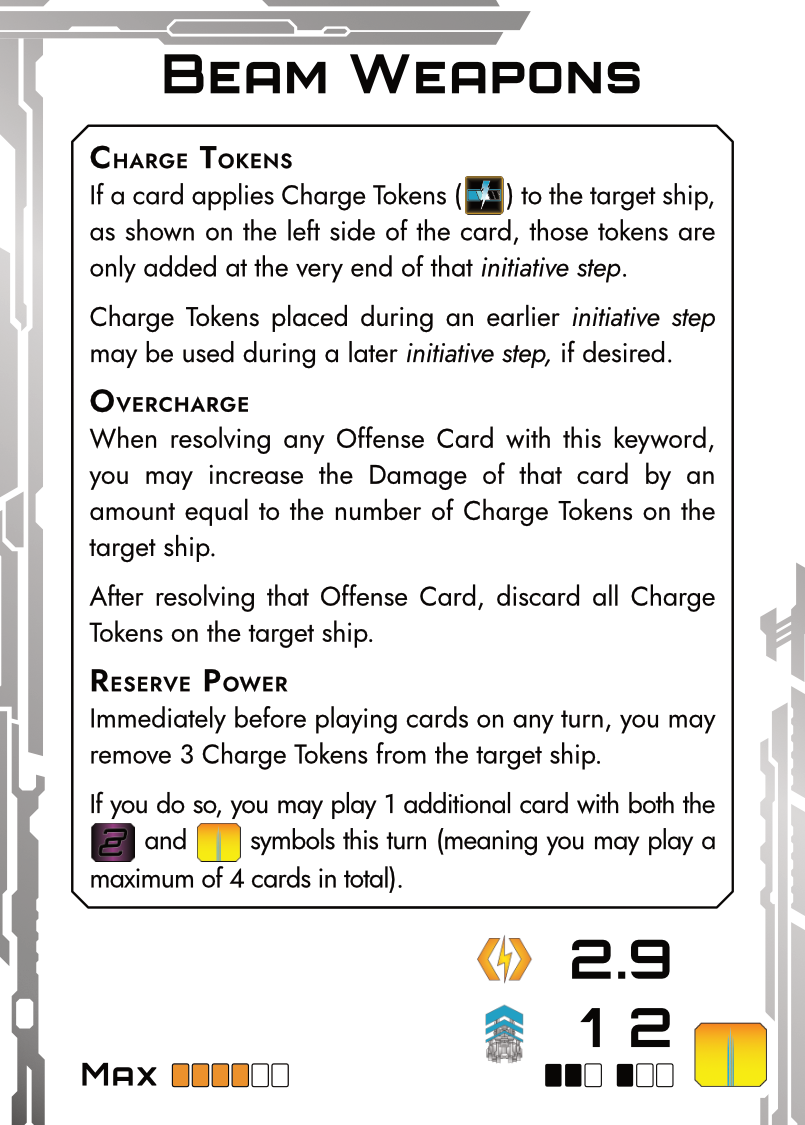 Beam Weapons
Charge Tokens
If a card applies Charge Tokens ( ) to the target ship,
as shown on the left side of the card, those tokens are
only added at the very end of that initiative step.
Charge Tokens placed during an earlier initiative step
may be used during a later initiative step, if desired.
Overcharge
When resolving any Offense Card with this keyword,
you may increase the Damage of that card by an
amount equal to the number of Charge Tokens on the
target ship.
After resolving that Offense Card, discard all Charge
Tokens on the target ship.
Reserve Power
Immediately before playing cards on any turn, you may
remove 3 Charge Tokens from the target ship.
If you do so, you may play 1 additional card with both the
2 and symbols this turn (meaning you may play a
maximum of 4 cards in total).
2.9
1 2
Max